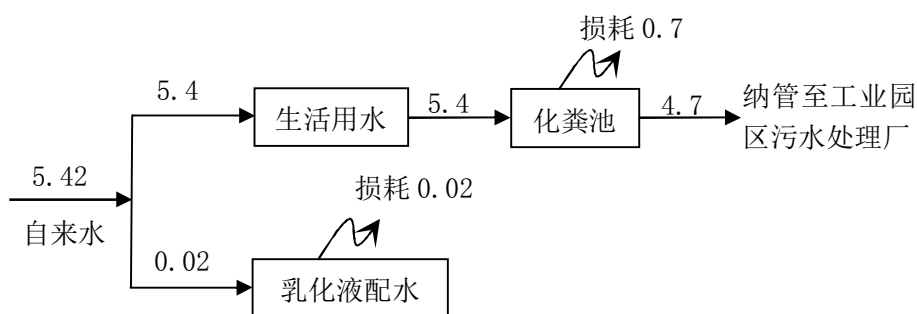 损耗 0.7
5.4
生活用水
5.4
化粪池
4.7
纳管至工业园
区污水处理厂
5.42
自来水
损耗 0.02
0.02
乳化液配水